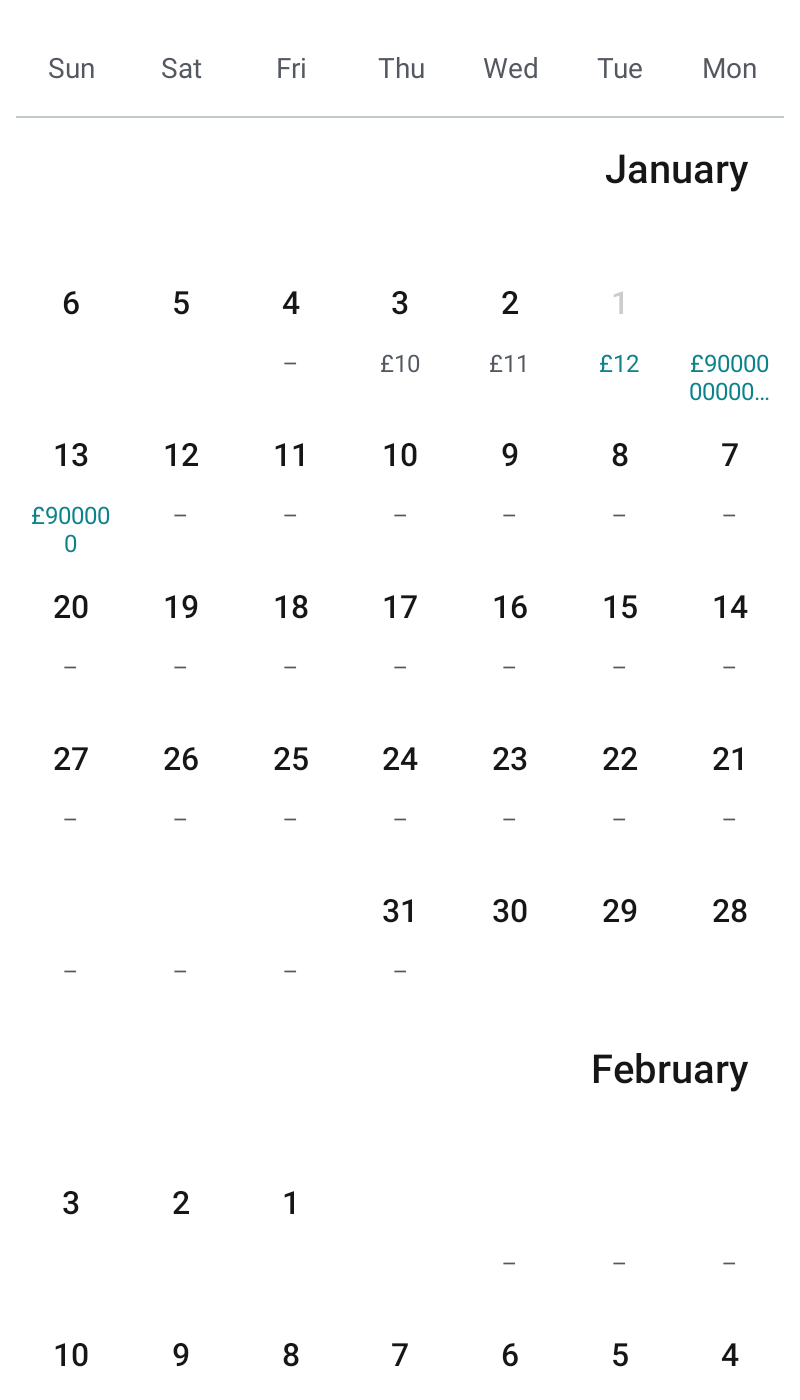 Sun Sat Fri Thu Wed Tue Mon
January
6 5 4 3 2 1
– £10 £11 £12 £90000
00000…
13 12 11 10 9 8 7
£90000 – – – – – –
0
20 19 18 17 16 15 14
– – – – – – –
27 26 25 24 23 22 21
– – – – – – –
31 30 29 28
– – – –
February
3 2 1
– – –
10 9 8 7 6 5 4